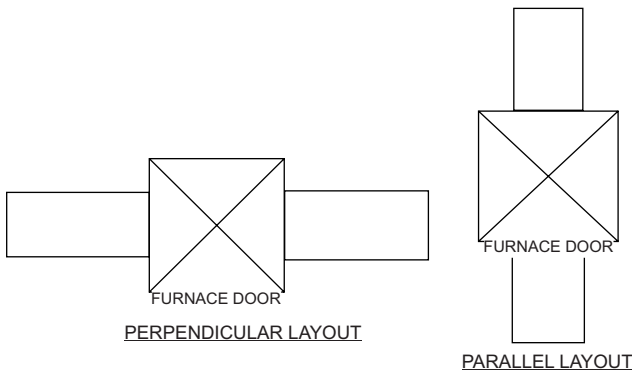 FURNACE DOOR
PERPENDICULAR LAYOUT
FURNACE DOOR
PARALLEL LAYOUT